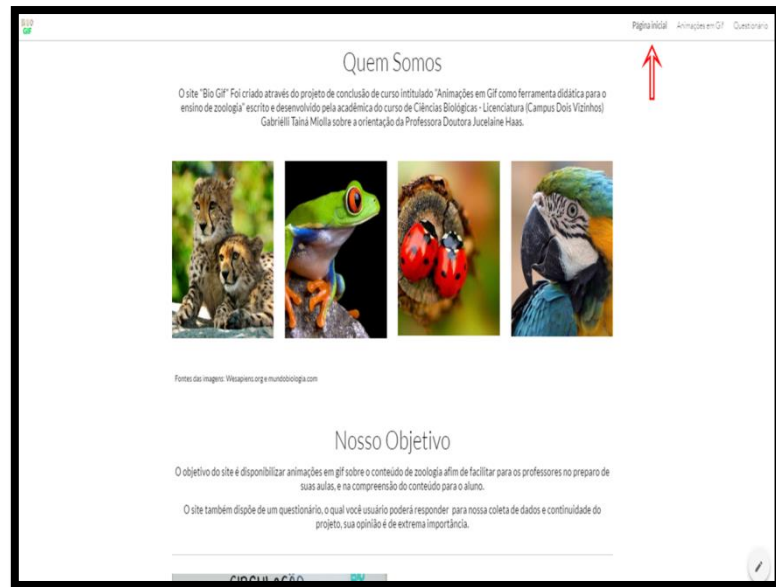 BIO
GIF
Página inicial Animações em Gif Questionário
Quem Somos
O site "Bio Gif" Foi criado através do projeto de conclusão de curso intitulado "Animações em Gif como ferramenta didática para o
ensino de zoologia" escrito e desenvolvido pela acadêmica do curso de Ciências Biológicas - Licenciatura (Campus Dois Vizinhos)
Gabriélli Tainá Miolla sobre a orientação da Professora Doutora Jucelaine Haas.
Fontes das imagens: Wesapiens.org e mundobiologia.com
Nosso Objetivo
O objetivo do site é disponibilizar animações em gif sobre o conteúdo de zoologia afim de facilitar para os professores no preparo de
suas aulas, e na compreensão do conteúdo para o aluno.
O site também dispõe de um questionário, o qual você usuário poderá responder para nossa coleta de dados e continuidade do
projeto, sua opinião é de extrema importância.
CIRCULAÇÃO BIO